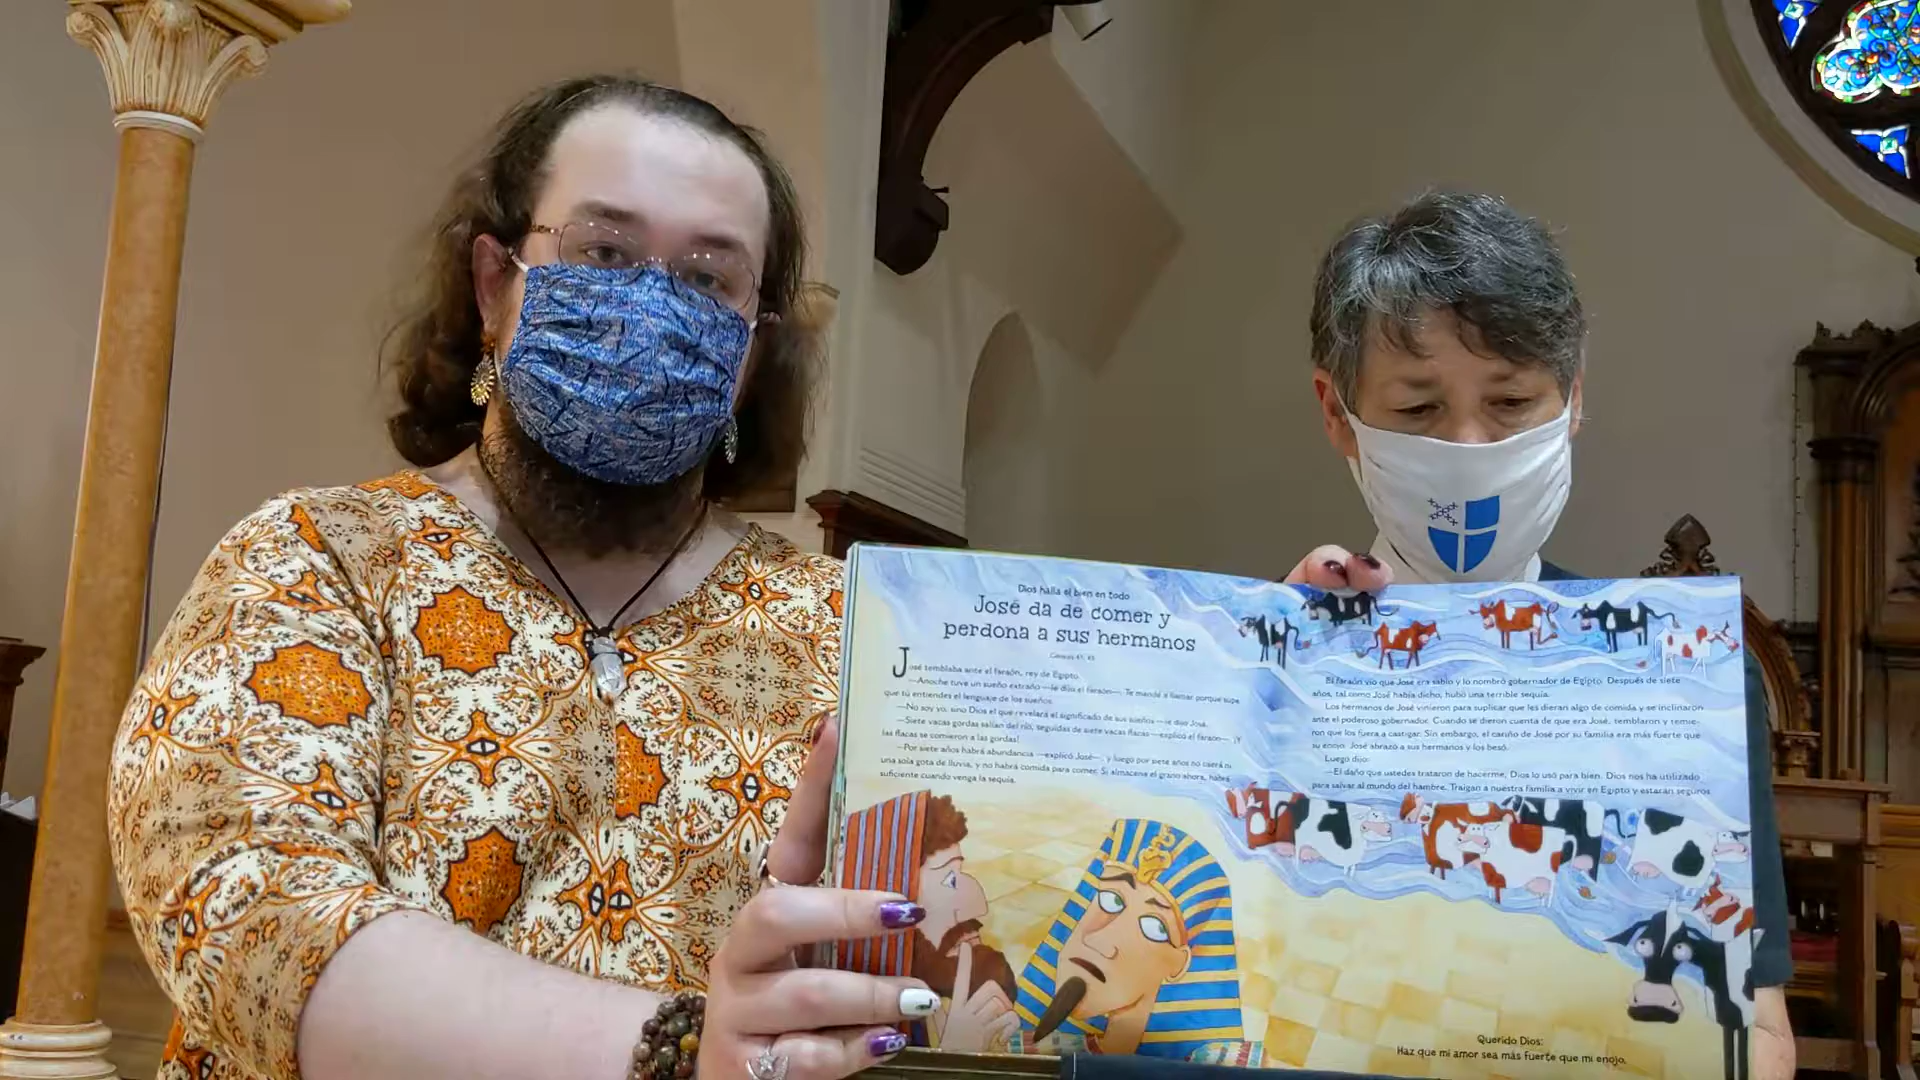 Dios halla el bien en todo
José da de comer y
perdona a sus hermanos
Génesis 41, 45
José temblaba ante el faraón, rey de Egipto.
—Anoche tuve un sueño extraño —le dijo el faraón—. Te mandé a llamar porque supe
que tú entiendes el lenguaje de los sueños.
—No soy yo, sino Dios el que revelará el significado de sus sueños —le dijo José.
—Siete vacas gordas salían del río, seguidas de siete vacas flacas —explicó el faraón—. ¡Y
las flacas se comieron a las gordas!
—Por siete años habrá abundancia —explicó José—, y luego por siete años no caerá ni
una sola gota de lluvia, y no habrá comida para comer. Si almacena el grano ahora, habrá
suficiente cuando venga la sequía.
El faraón vio que José era sabio y lo nombró gobernador de Egipto. Después de siete
años, tal como José había dicho, hubo una terrible sequía.
Los hermanos de José vinieron para suplicar que les dieran algo de comida y se inclinaron
ante el poderoso gobernador. Cuando se dieron cuenta de que era José, temblaron y temie-
ron que los fuera a castigar. Sin embargo, el cariño de José por su familia era más fuerte que
su enojo. José abrazó a sus hermanos y los besó.
Luego dijo:
—El daño que ustedes trataron de hacerme, Dios lo usó para bien. Dios nos ha utilizado
para salvar al mundo del hambre. Traigan a nuestra familia a vivir en Egipto y estarán seguros
Querido Dios:
Haz que mi amor sea más fuerte que mi enojo.